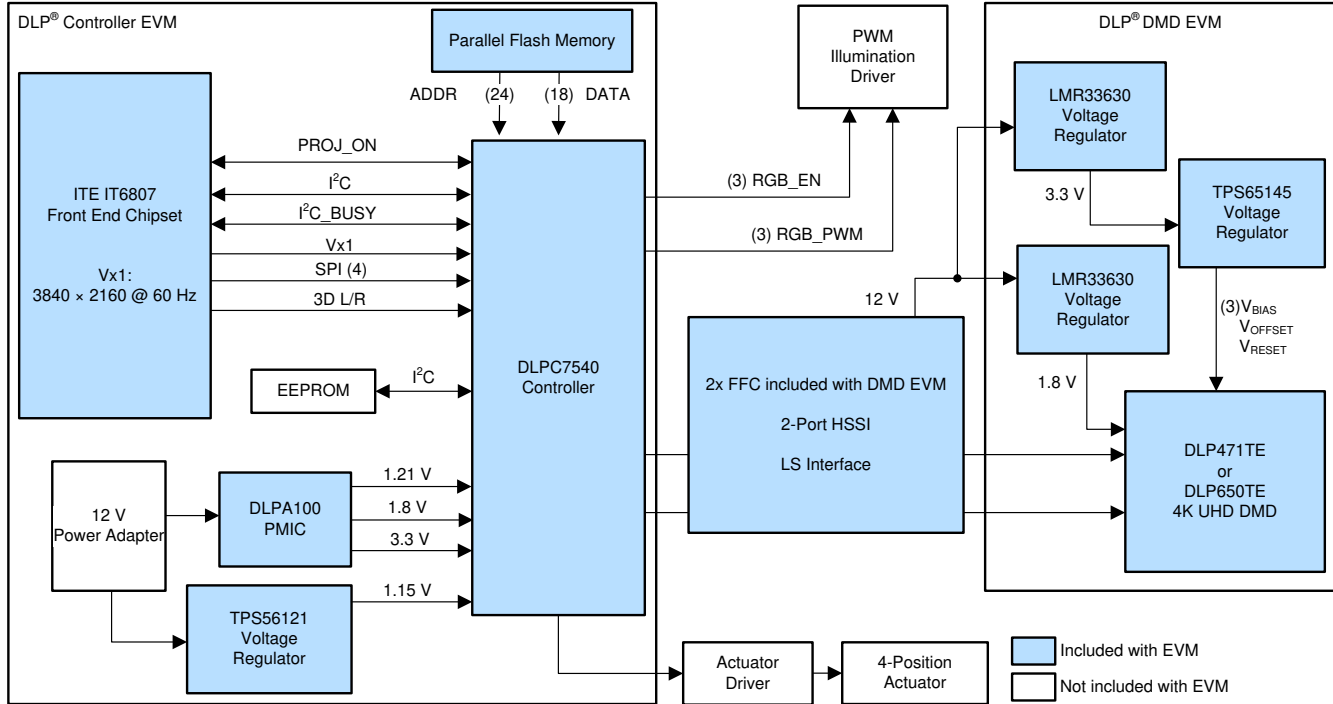 DLP® Controller EVM
Parallel Flash Memory
ADDR (24) (18) DATA
ITE IT6807
Front End Chipset
Vx1:
3840 × 2160 @ 60 Hz
PROJ_ON
I²C
I²C_BUSY
Vx1
SPI (4)
3D L/R
EEPROM
I²C
DLPC7540
Controller
12 V
Power Adapter
DLPA100
PMIC
1.21 V
1.8 V
3.3 V
TPS56121
Voltage
Regulator
1.15 V
PWM
Illumination
Driver
(3) RGB_EN
(3) RGB_PWM
12 V
2x FFC included with DMD EVM
2-Port HSSI
LS Interface
Actuator
Driver
4-Position
Actuator
DLP® DMD EVM
LMR33630
Voltage
Regulator
3.3 V
TPS65145
Voltage
Regulator
LMR33630
Voltage
Regulator
1.8 V
(3)VBIAS
VOFFSET
VRESET
DLP471TE
or
DLP650TE
4K UHD DMD
Included with EVM
Not included with EVM